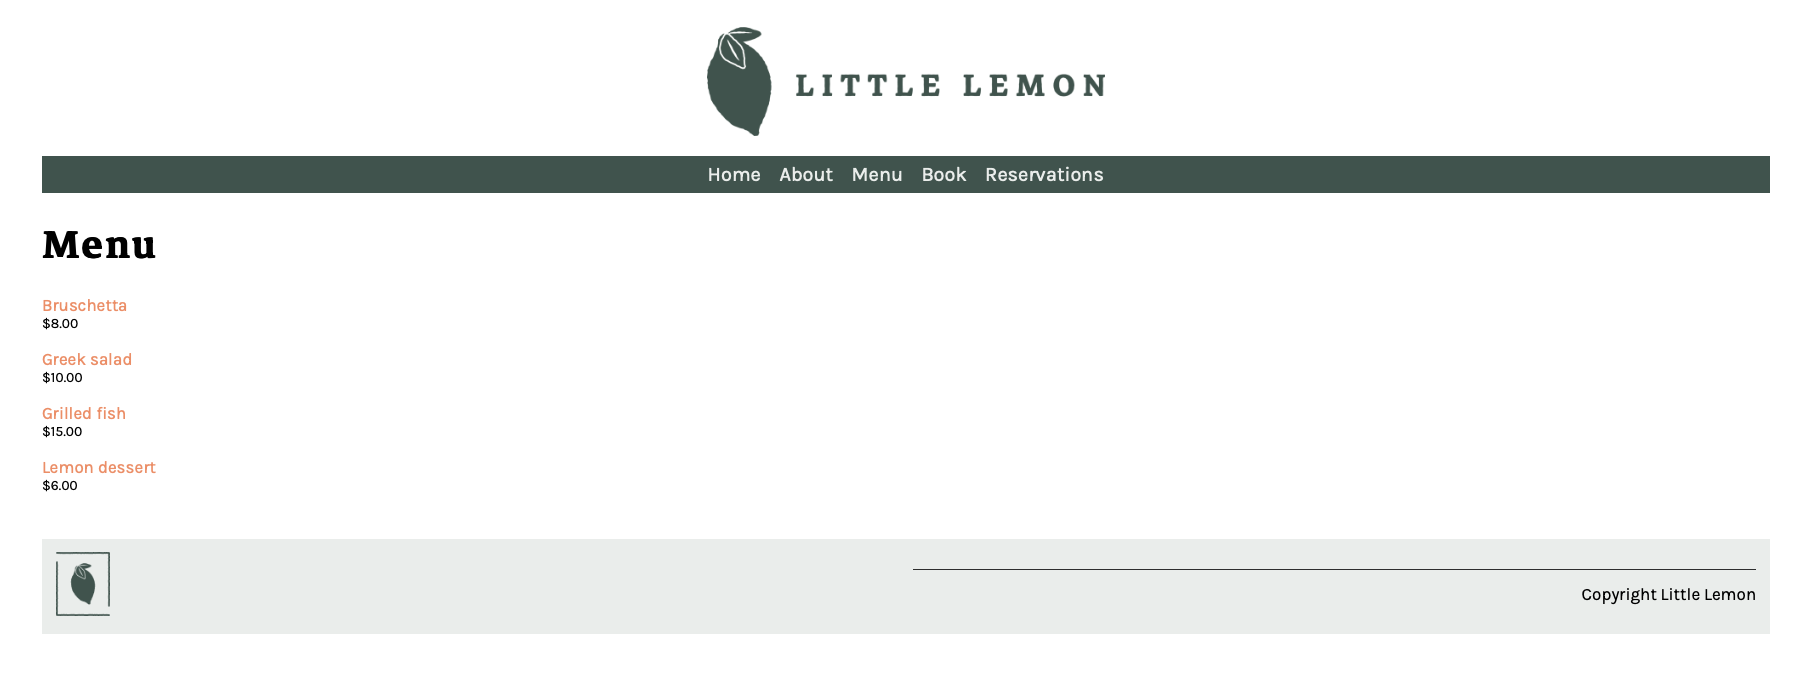 LITTLE LEMON
Home About Menu Book Reservations
Menu
Bruschetta
$8.00
Greek salad
$10.00
Grilled fish
$15.00
Lemon dessert
$6.00
Copyright Little Lemon